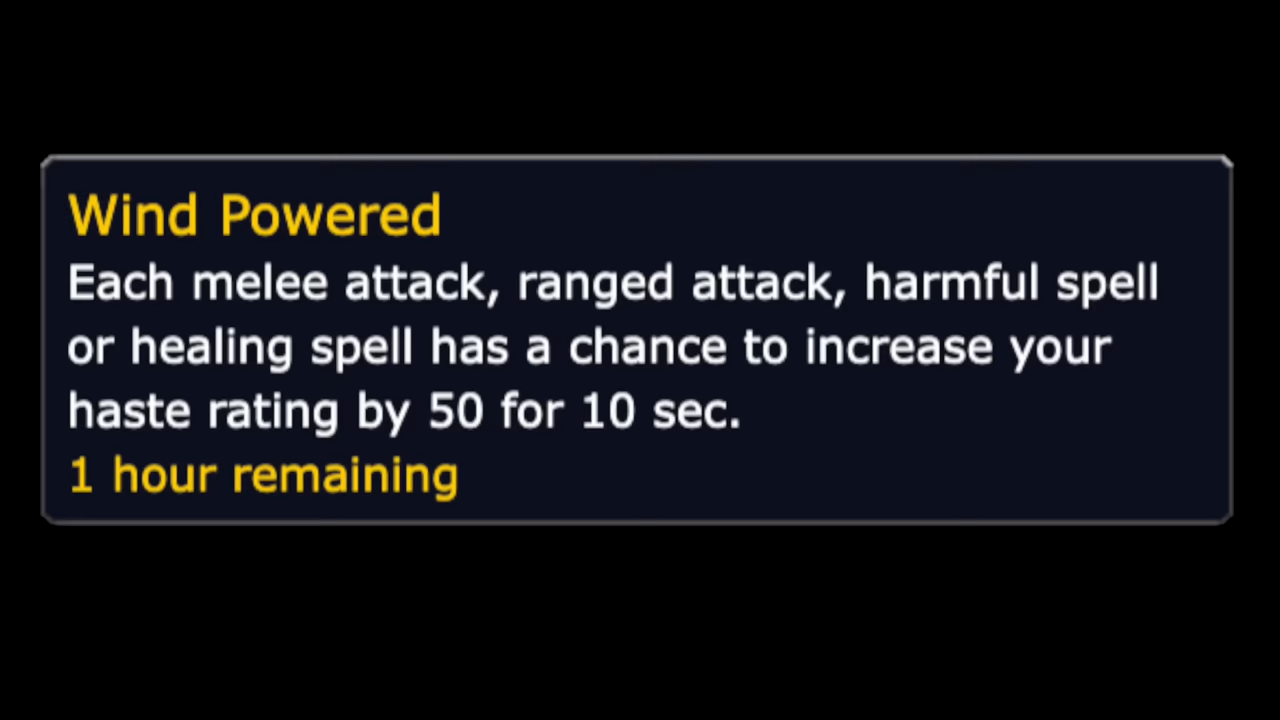 Wind Powered
Each melee attack, ranged attack, harmful spell
or healing spell has a chance to increase your
haste rating by 50 for 10 sec.
1 hour remaining